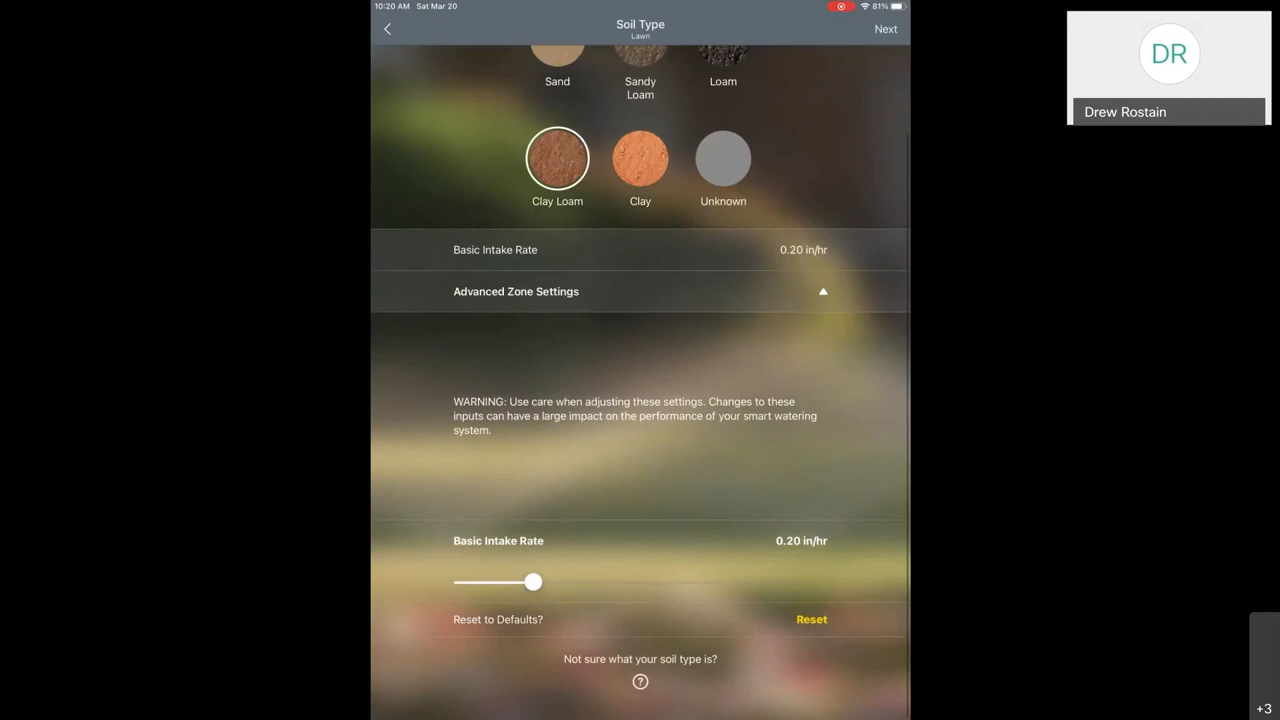 10:20 AM Sat Mar 20
81%
Soil Type
Lawn
Next
DR
Drew Rostain
Sand
Sandy
Loam
Loam
Clay Loam
Clay
Unknown
Basic Intake Rate 0.20 in/hr
Advanced Zone Settings
WARNING: Use care when adjusting these settings. Changes to these
inputs can have a large impact on the performance of your smart watering
system.
Basic Intake Rate 0.20 in/hr
Reset to Defaults? Reset
Not sure what your soil type is?
?
+3